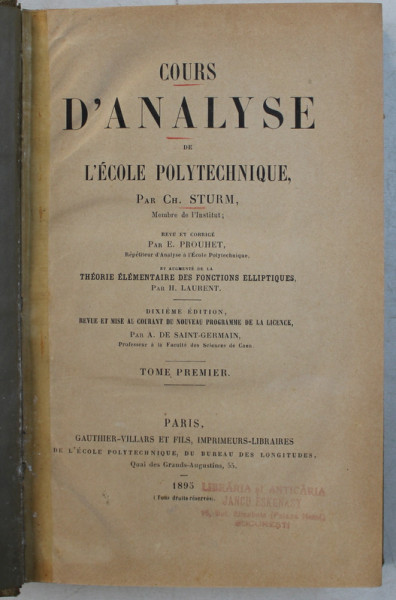 COURS
D'ANALYSE
DE
L'ÉCOLE POLYTECHNIQUE,
PAR CH. STURM,
Membre de l'Institut;
REVU ET CORRIGÉ
PAR E. PROUHET,
Répétiteur d'Analyse à l'École Polytechnique,
ET AUGMENTÉ DE LA
THÉORIE ÉLÉMENTAIRE DES FONCTIONS ELLIPTIQUES,
PAR H. LAURENT.
DIXIÈME ÉDITION,
REVUE ET MISE AU COURANT DU NOUVEAU PROGRAMME DE LA LICENCE,
PAR A. DE SAINT-GERMAIN,
Professeur à la Faculté des Sciences de Caen.
TOME PREMIER.
PARIS,
GAUTHIER-VILLARS ET FILS, IMPRIMEURS-LIBRAIRES
DE L'ÉCOLE POLYTECHNIQUE, DU BUREAU DES LONGITUDES,
Quai des Grands-Augustins, 55.
1895
(Tous droits réservés.)
LIBRĂRIA și ANTICĂRIA
BUCUREȘTI